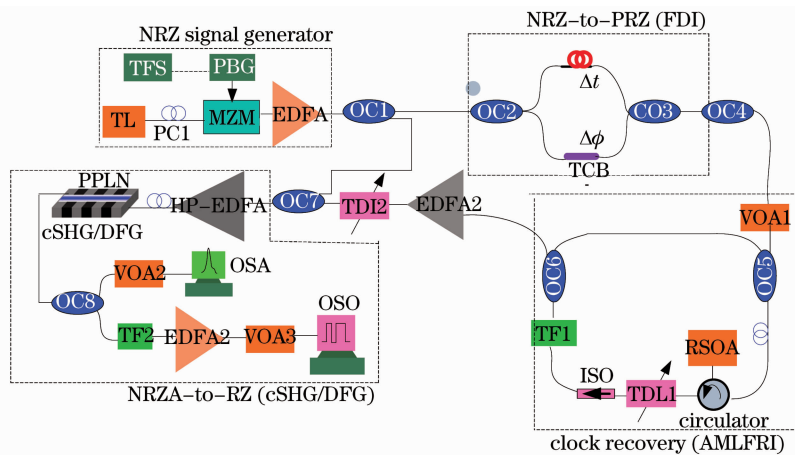 NRZ signal generator
TFS
PBG
TL
PC1
MZM
EDFA
OC1
NRZ-to-PRZ (FDI)
OC2
Δt
Δϕ
TCB
CO3
OC4
PPLN
cSHG/DFG
HP-EDFA
OC7
TDI2
EDFA2
VOA2
OSA
OC8
TF2
EDFA2
VOA3
OSO
NRZA-to-RZ (cSHG/DFG)
VOA1
OC6
OC5
TF1
RSOA
ISO
TDL1
circulator
clock recovery (AMLFRI)